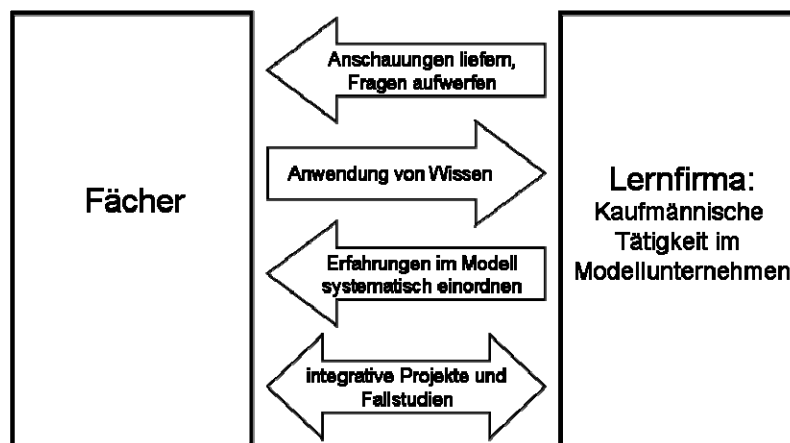 Fächer
Anschauungen liefern,
Fragen aufwerfen
Anwendung von Wissen
Erfahrungen im Modell
systematisch einordnen
integrative Projekte und
Fallstudien
Lernfirma:
Kaufmännische
Tätigkeit im
Modellunternehmen